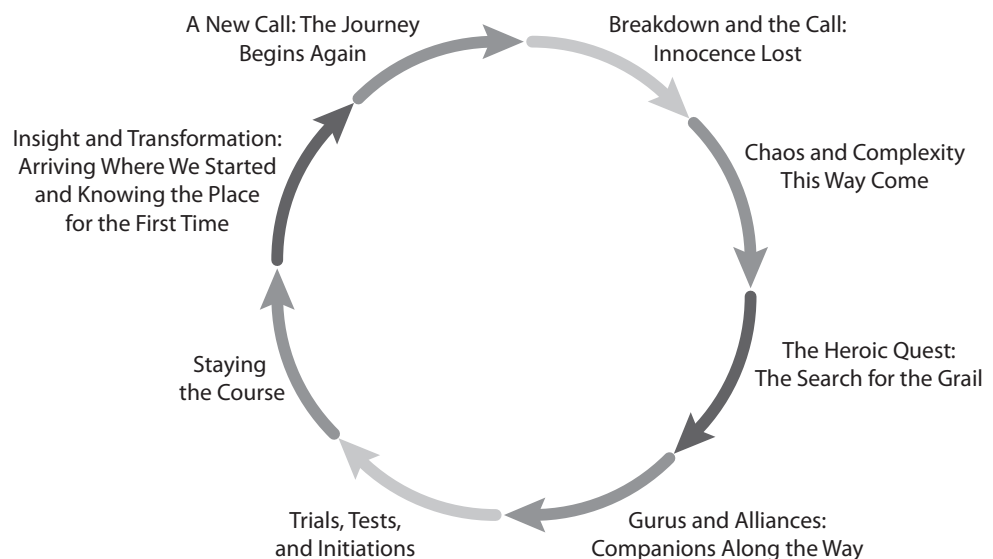 A New Call: The Journey
Begins Again
Breakdown and the Call:
Innocence Lost
Chaos and Complexity
This Way Come
The Heroic Quest:
The Search for the Grail
Gurus and Alliances:
Companions Along the Way
Trials, Tests,
and Initiations
Staying
the Course
Insight and Transformation:
Arriving Where We Started
and Knowing the Place
for the First Time